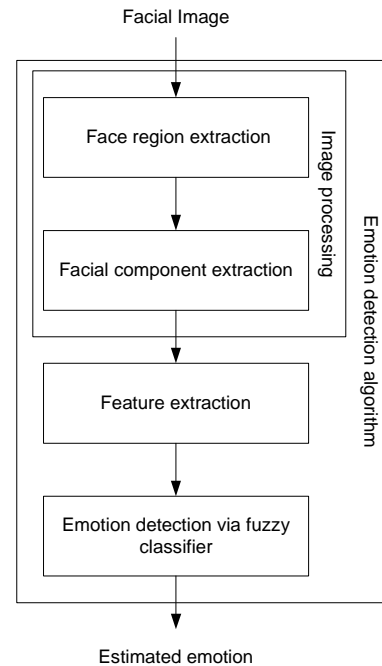 Facial Image
Face region extraction
Image processing
Facial component extraction
Emotion detection algorithm
Feature extraction
Emotion detection via fuzzy
classifier
Estimated emotion